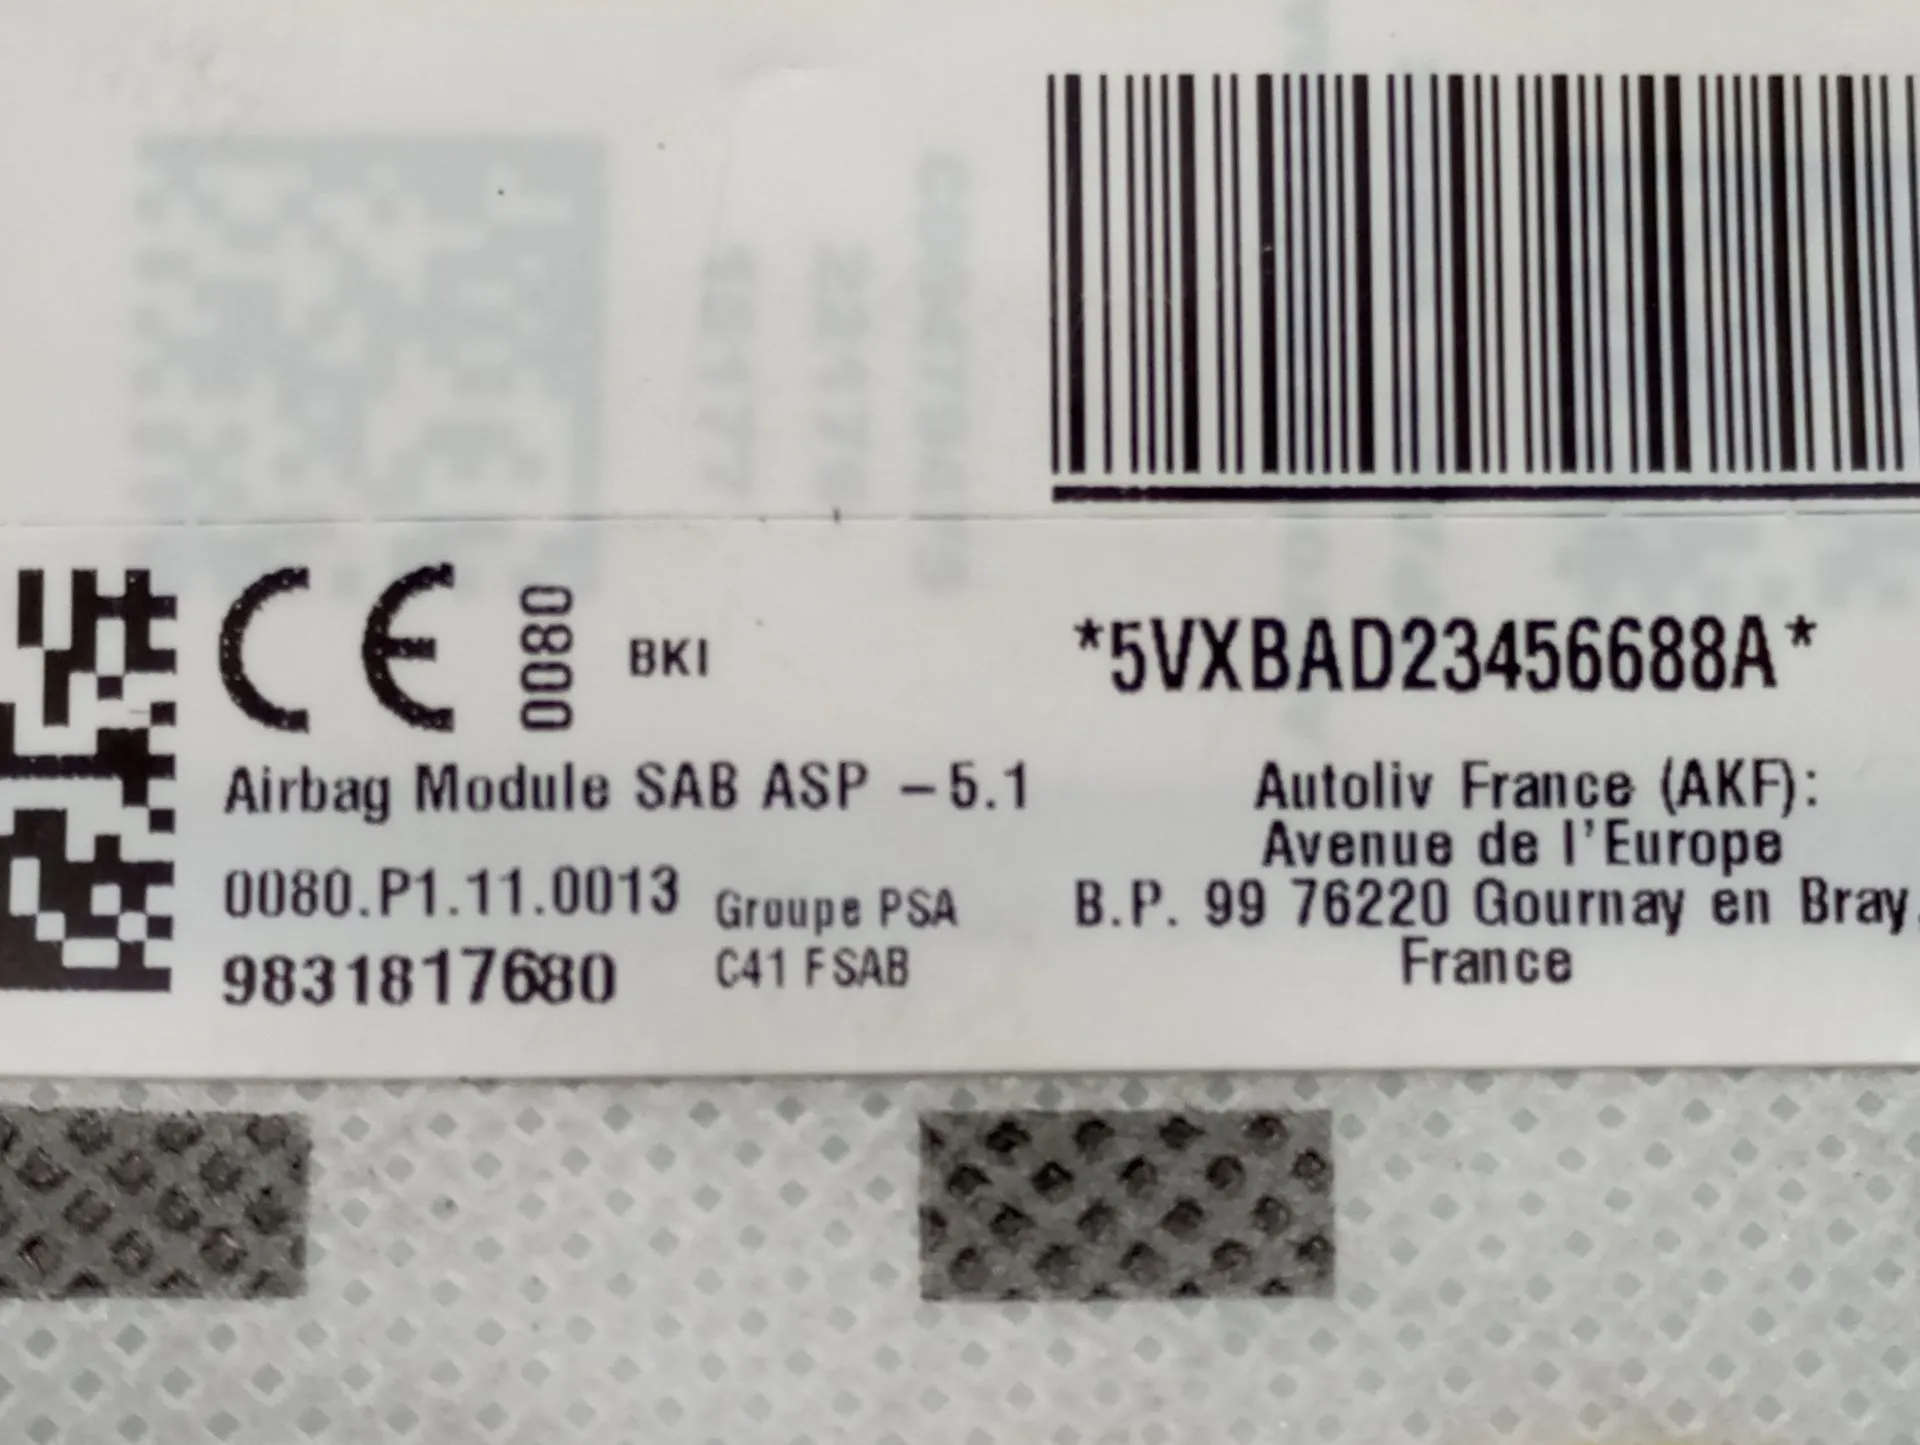 CE 0080 BKI
*5VXBAD23456688A*
Airbag Module SAB ASP -5.1
0080.P1.11.0013
Groupe PSA
9831817680
C41 FSAB
Autoliv France (AKF):
Avenue de l'Europe
B.P. 99 76220 Gournay en Bray,
France